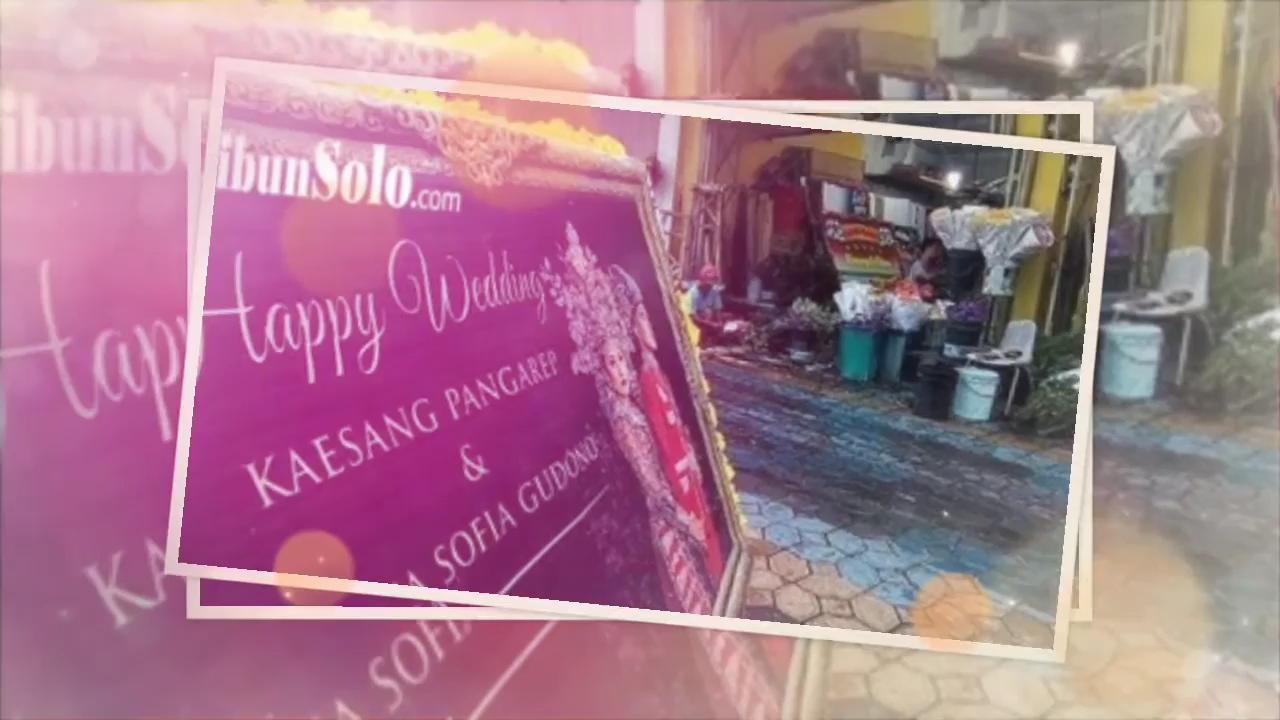 ibunSolo.com
Happy Wedding
KAESANG PANGAREP
&
A SOFIA GUDONO